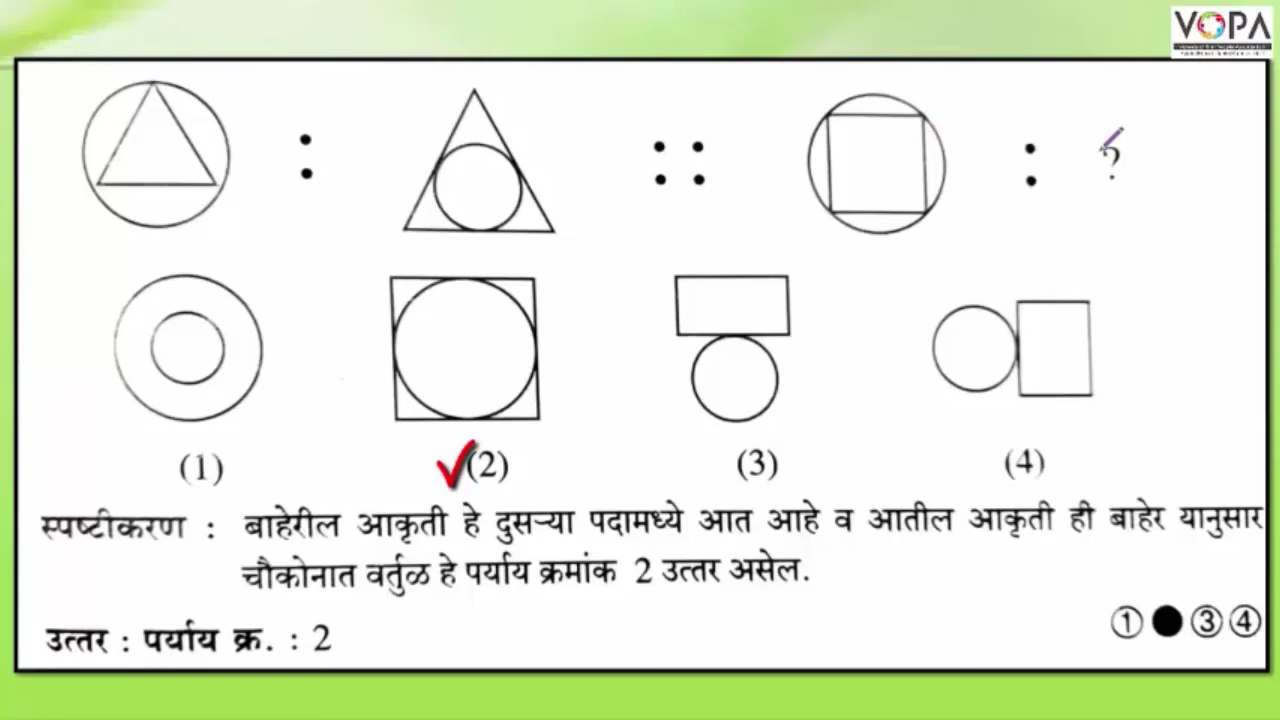 VOPA
: :: : ?
(1) (2) (3) (4)
स्पष्टीकरण : बाहेरील आकृती हे दुसऱ्या पदामध्ये आत आहे व आतील आकृती ही बाहेर यानुसार
चौकोनात वर्तुळ हे पर्याय क्रमांक 2 उत्तर असेल.
① ● ③ ④
उत्तर : पर्याय क्र. : 2